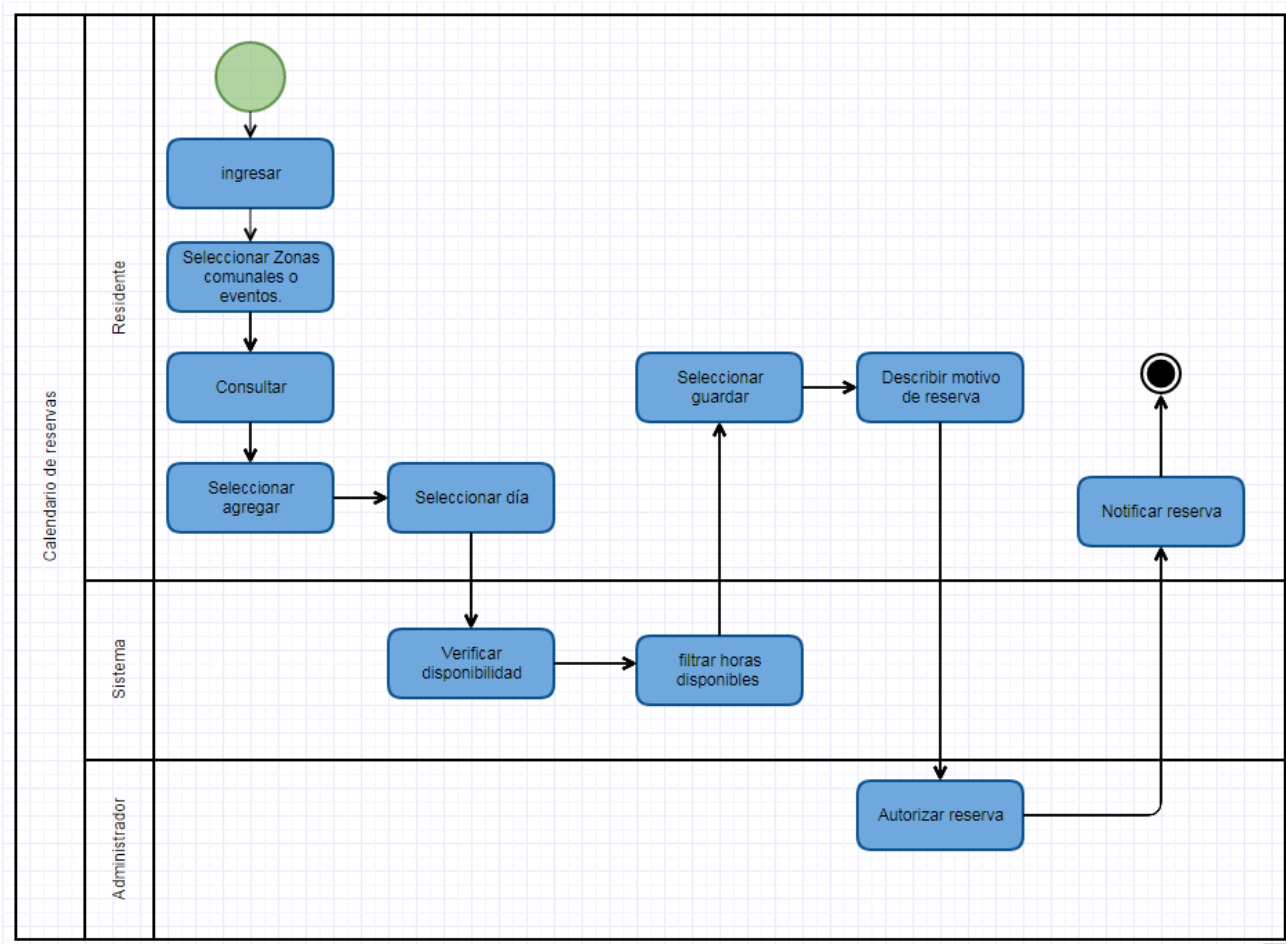 Calendario de reservas
Residente
ingresar
Seleccionar Zonas
comunales o
eventos.
Consultar
Seleccionar
agregar
Seleccionar día
Seleccionar
guardar
Describir motivo
de reserva
Notificar reserva
Sistema
Verificar
disponibilidad
filtrar horas
disponibles
Administrador
Autorizar reserva